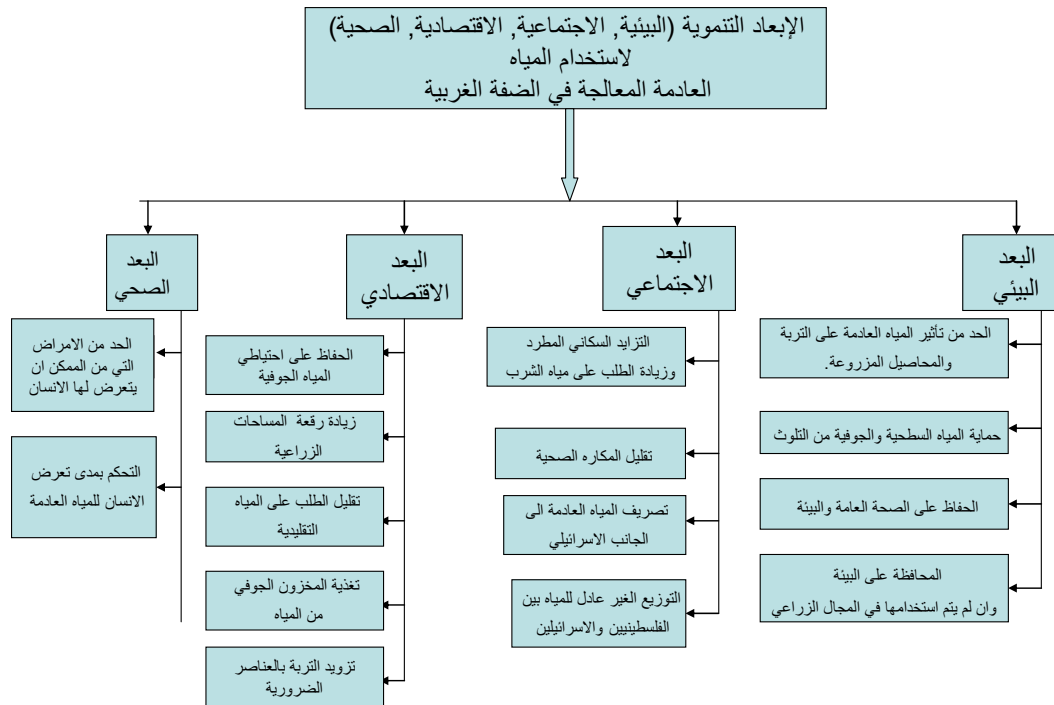 الإبعاد التنموية (البيئية, الاجتماعية, الاقتصادية, الصحية)
لاستخدام المياه
العادمة المعالجة في الضفة الغربية
البعد
البيئي
الحد من تأثير المياه العادمة على التربة
والمحاصيل المزروعة.
حماية المياه السطحية والجوفية من التلوث
الحفاظ على الصحة العامة والبيئة
المحافظة على البيئة
وان لم يتم استخدامها في المجال الزراعي
البعد
الاجتماعي
التزايد السكاني المطرد
وزيادة الطلب على مياه الشرب
تقليل المكاره الصحية
تصريف المياه العادمة الى
الجانب الاسرائيلي
التوزيع الغير عادل للمياه بين
الفلسطينيين والاسرائيلين
البعد
الاقتصادي
الحفاظ على احتياطي
المياه الجوفية
زيادة رقعة المساحات
الزراعية
تقليل الطلب على المياه
التقليدية
تغذية المخزون الجوفي
من المياه
تزويد التربة بالعناصر
الضرورية
البعد
الصحي
الحد من الامراض
التي من الممكن ان
يتعرض لها الانسان
التحكم بمدى تعرض
الانسان للمياه العادمة